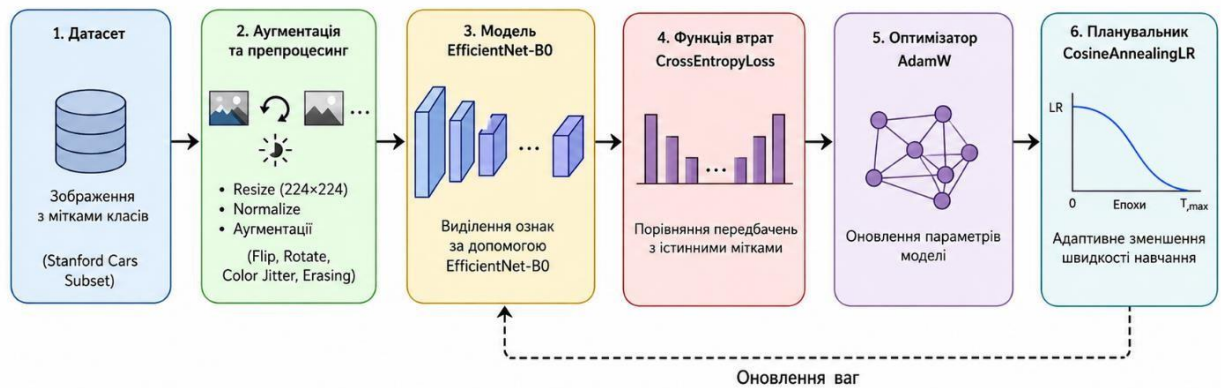 1. Датасет
Зображення
з мітками класів
(Stanford Cars
Subset)
2. Аугментація
та препроцесинг
...
• Resize (224×224)
• Normalize
• Аугментації
(Flip, Rotate,
Color Jitter, Erasing)
3. Модель
EfficientNet-B0
...
Виділення ознак
за допомогою
EfficientNet-B0
4. Функція втрат
CrossEntropyLoss
...
Порівняння передбачень
з істинними мітками
5. Оптимізатор
AdamW
Оновлення параметрів
моделі
6. Планувальник
CosineAnnealingLR
LR
0 Епохи T,max
Адаптивне зменшення
швидкості навчання
Оновлення ваг